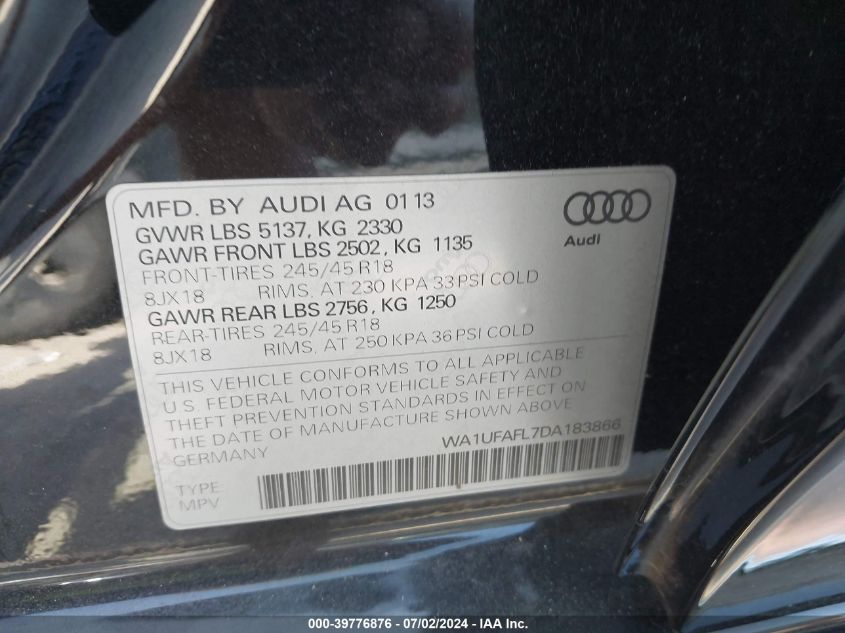 MFD. BY AUDI AG 01 13
GVWR LBS 5137, KG 2330
GAWR FRONT LBS 2502, KG 1135
FRONT-TIRES 245/45 R18
8JX18 RIMS, AT 230 KPA 33 PSI COLD
GAWR REAR LBS 2756, KG 1250
REAR-TIRES 245/45 R18
8JX18 RIMS, AT 250 KPA 36 PSI COLD
Audi
THIS VEHICLE CONFORMS TO ALL APPLICABLE
U.S. FEDERAL MOTOR VEHICLE SAFETY AND
THEFT PREVENTION STANDARDS IN EFFECT ON
THE DATE OF MANUFACTURE SHOWN ABOVE
GERMANY
WA1UFAFL7DA183866
TYPE
MPV
000-39776876 - 07/02/2024 - IAA Inc.